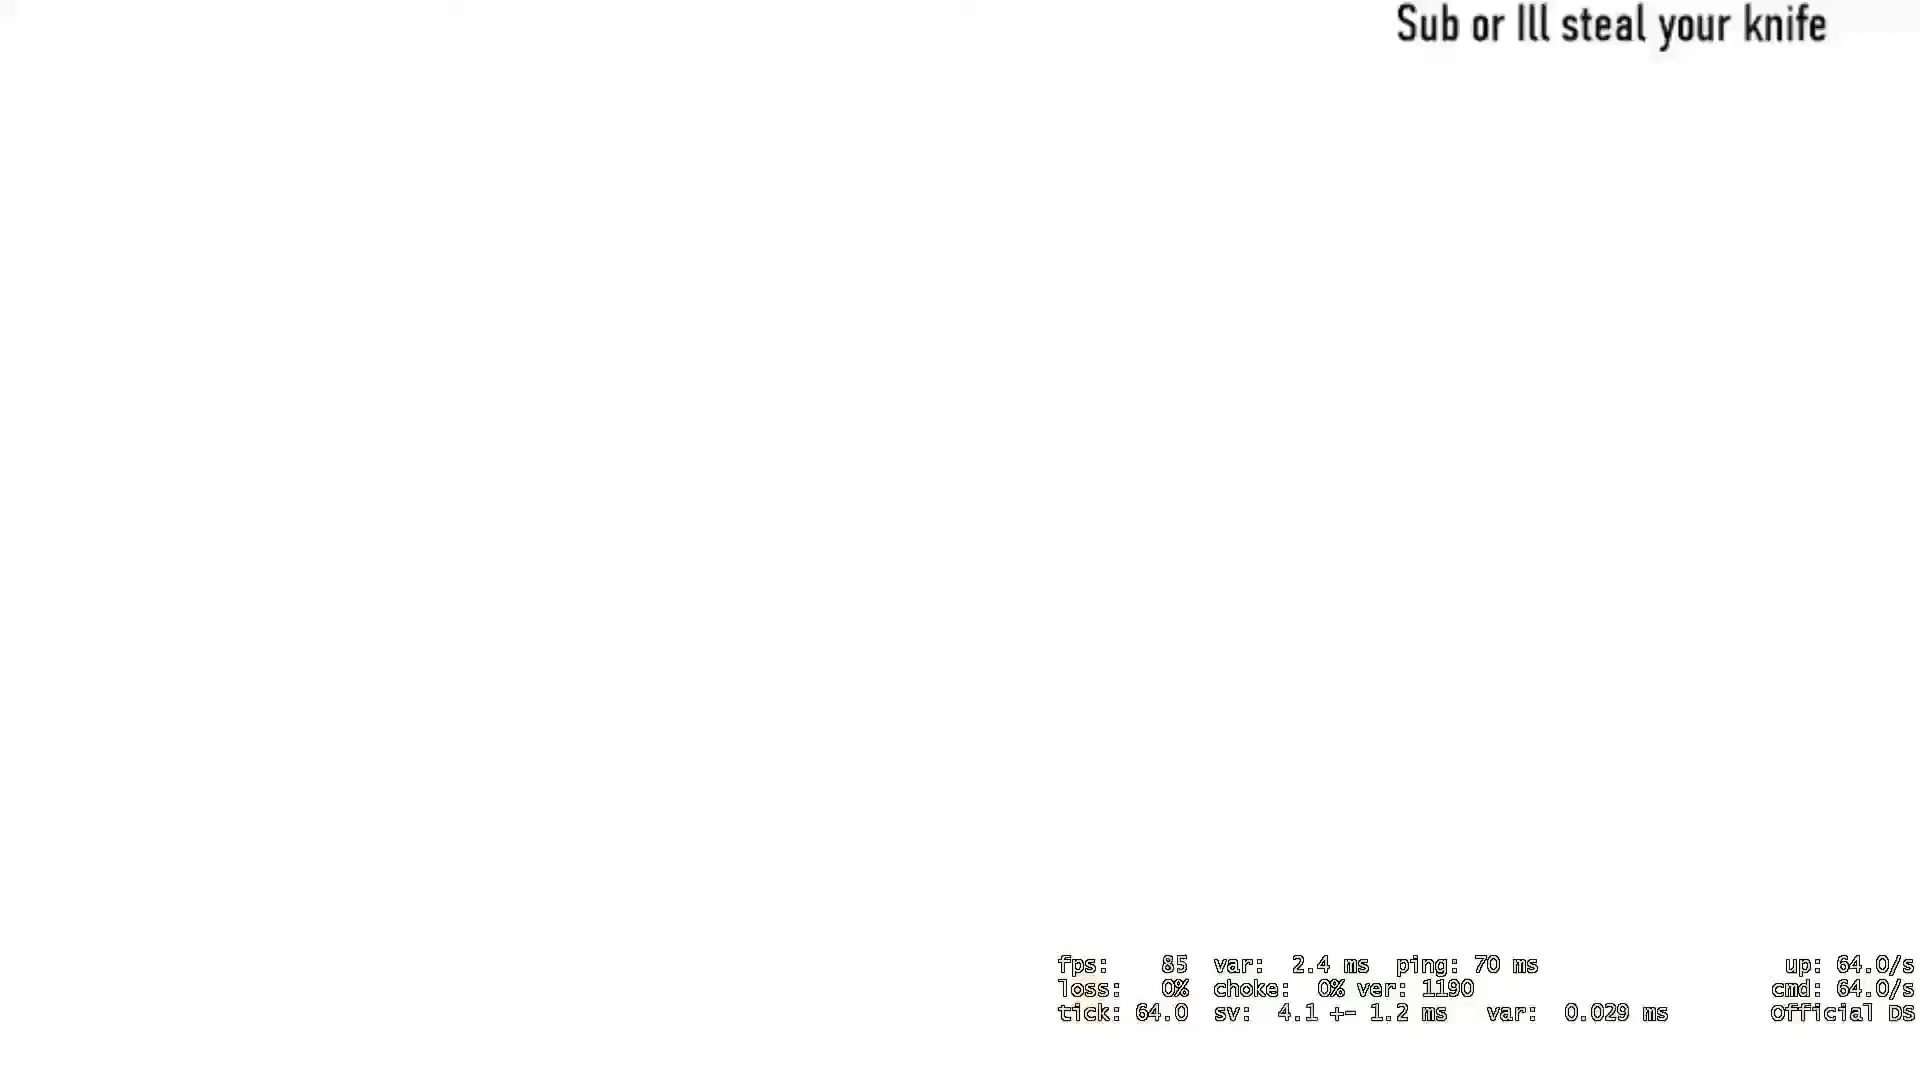 Sub or Ill steal your knife
fps: 85 var: 2.4 ms ping: 70 ms up: 64.0/s
loss: 0% choke: 0% ver: 1190 cmd: 64.0/s
tick: 64.0 sv: 4.1 +- 1.2 ms var: 0.029 ms Official DS